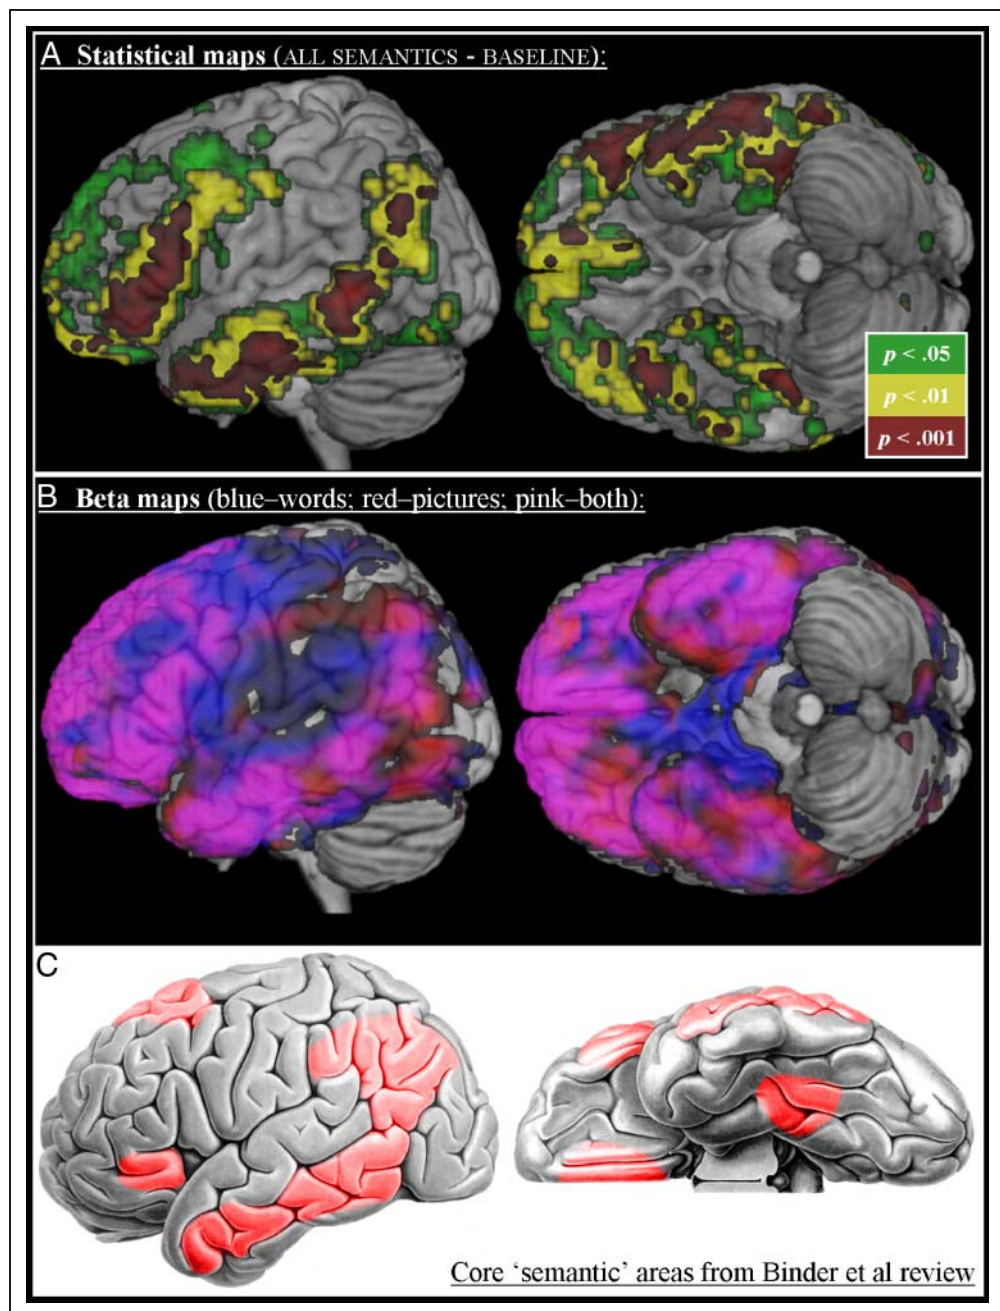 A Statistical maps (ALL SEMANTICS - BASELINE):
p < .05
p < .01
p < .001
B Beta maps (blue–words; red–pictures; pink–both):
C
Core ‘semantic’ areas from Binder et al review